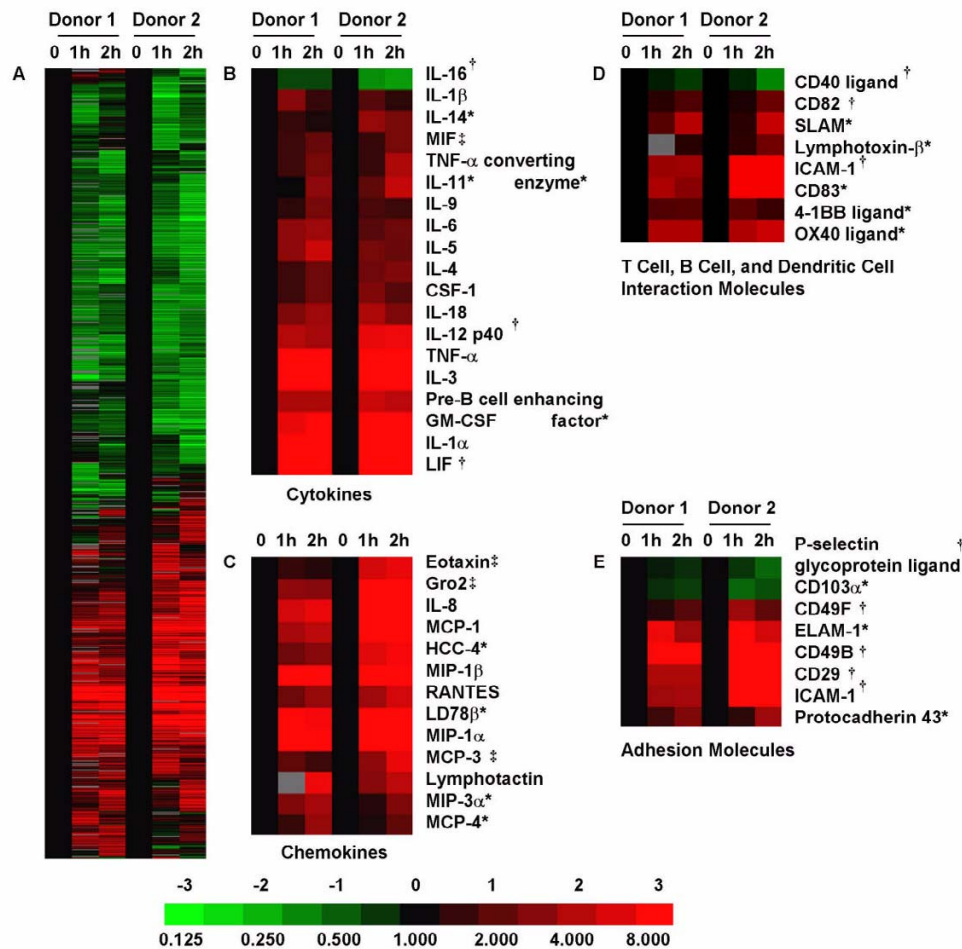 Donor 1 Donor 2
0 1h 2h 0 1h 2h
A
Donor 1 Donor 2
0 1h 2h 0 1h 2h
B
IL-16†
IL-1β
IL-14*
MIF‡
TNF-α converting
IL-11* enzyme*
IL-9
IL-6
IL-5
IL-4
CSF-1
IL-18
IL-12 p40†
TNF-α
IL-3
Pre-B cell enhancing
GM-CSF factor*
IL-1α
LIF †
Cytokines
0 1h 2h 0 1h 2h
C
Eotaxin‡
Gro2‡
IL-8
MCP-1
HCC-4*
MIP-1β
RANTES
LD78β*
MIP-1α
MCP-3 ‡
Lymphotactin
MIP-3α*
MCP-4*
Chemokines
Donor 1 Donor 2
0 1h 2h 0 1h 2h
D
CD40 ligand†
CD82 †
SLAM*
Lymphotoxin-β*
ICAM-1†
CD83*
4-1BB ligand*
OX40 ligand*
T Cell, B Cell, and Dendritic Cell
Interaction Molecules
Donor 1 Donor 2
0 1h 2h 0 1h 2h
E
P-selectin †
glycoprotein ligand
CD103α*
CD49F †
ELAM-1*
CD49B †
CD29 †
ICAM-1†
Protocadherin 43*
Adhesion Molecules
-3 -2 -1 0 1 2 3
0.125 0.250 0.500 1.000 2.000 4.000 8.000